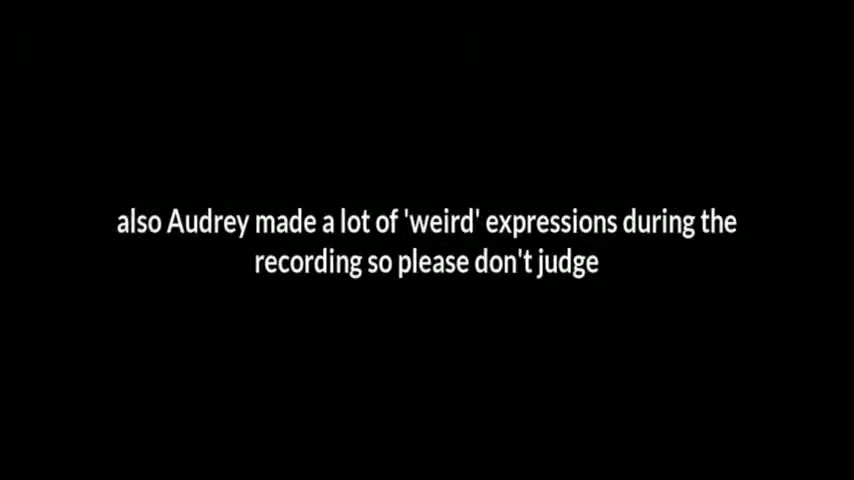 also Audrey made a lot of 'weird' expressions during the
recording so please don't judge